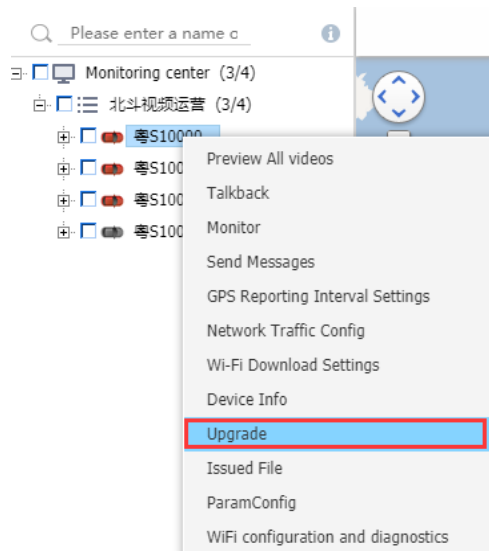 Please enter a name o
Monitoring center (3/4)
北斗视频运营 (3/4)
粤S10000
粤S100
粤S100
粤S100
Preview All videos
Talkback
Monitor
Send Messages
GPS Reporting Interval Settings
Network Traffic Config
Wi-Fi Download Settings
Device Info
Upgrade
Issued File
ParamConfig
WiFi configuration and diagnostics